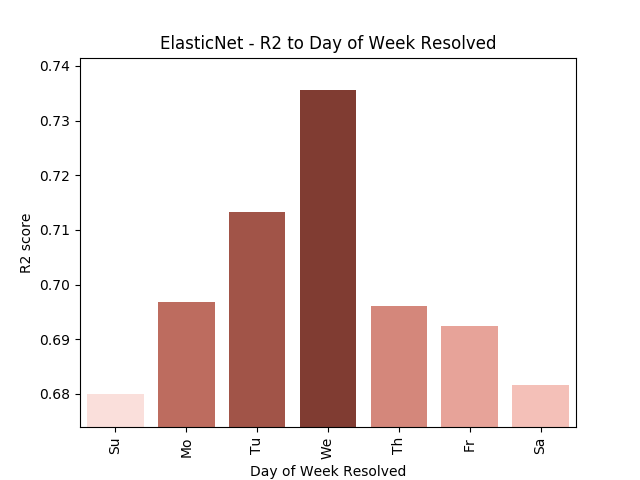 ElasticNet - R2 to Day of Week Resolved
0.74
0.73
0.72
0.71
0.70
0.69
0.68
R2 score
Su
Mo
Tu
We
Th
Fr
Sa
Day of Week Resolved